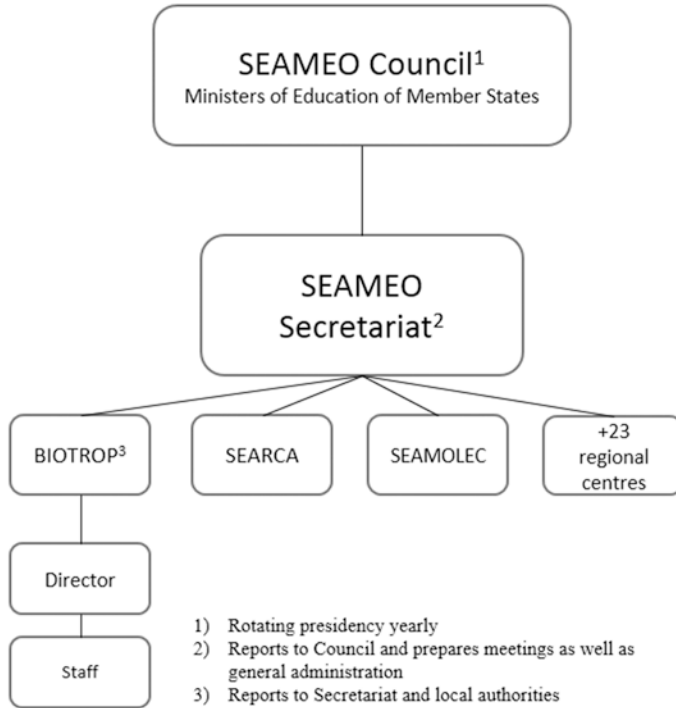 SEAMEO Council¹
Ministers of Education of Member States
SEAMEO
Secretariat²
BIOTROP³
SEARCA
SEAMOLEC
+23
regional
centres
Director
Staff
1) Rotating presidency yearly
2) Reports to Council and prepares meetings as well as
general administration
3) Reports to Secretariat and local authorities